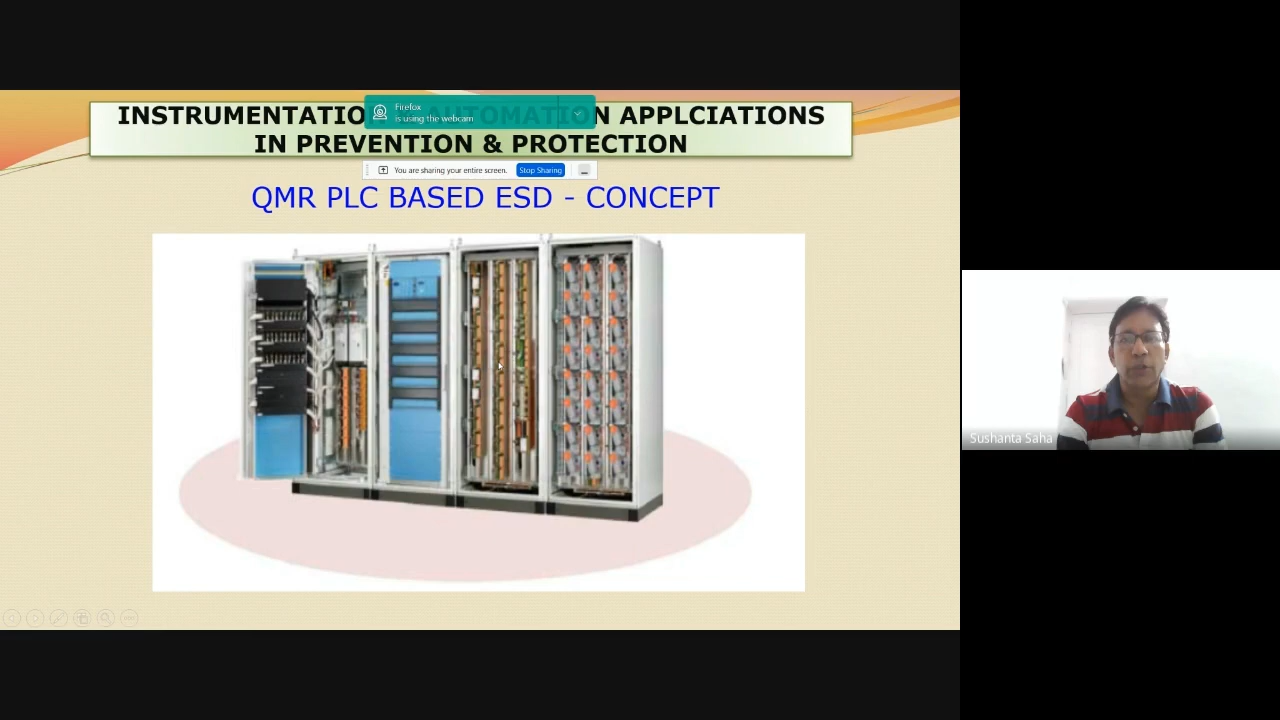 INSTRUMENTATIO AUTOMATION APPLCIATIONS
IN PREVENTION & PROTECTION
Firefox
is using the webcam
You are sharing your entire screen. Stop Sharing
QMR PLC BASED ESD - CONCEPT
Sushanta Saha